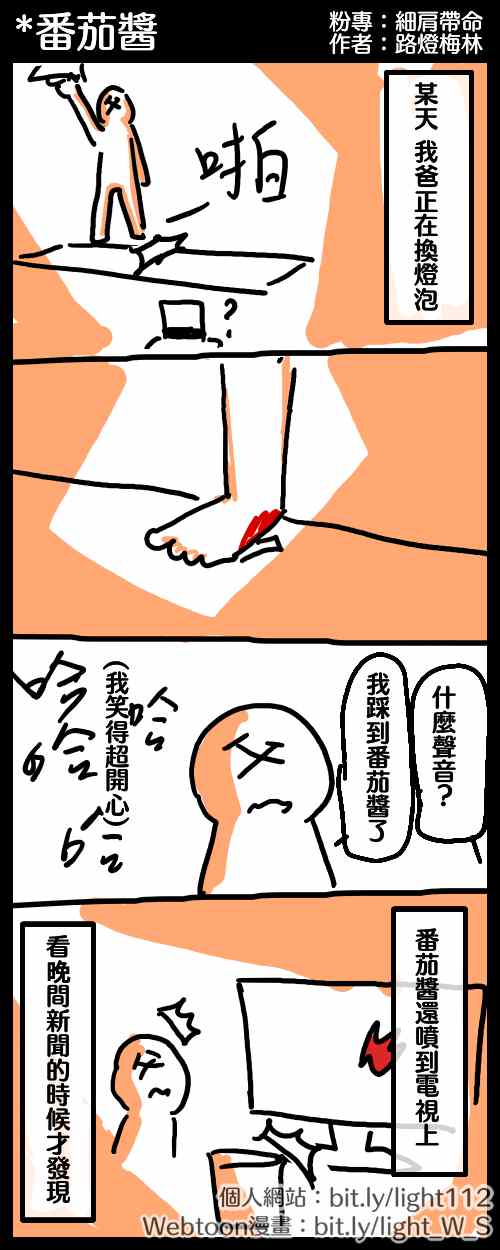 *番茄醬
粉專：細肩帶命
作者：路燈梅林
某天 我爸正在換燈泡
啪
?
什麼聲音？
我踩到番茄醬了
哈
(我笑得超開心)
哈
哈
哈
番茄醬還噴到電視上
看晚間新聞的時候才發現
個人網站：bit.ly/light112
Webtoon漫畫：bit.ly/light_W_S